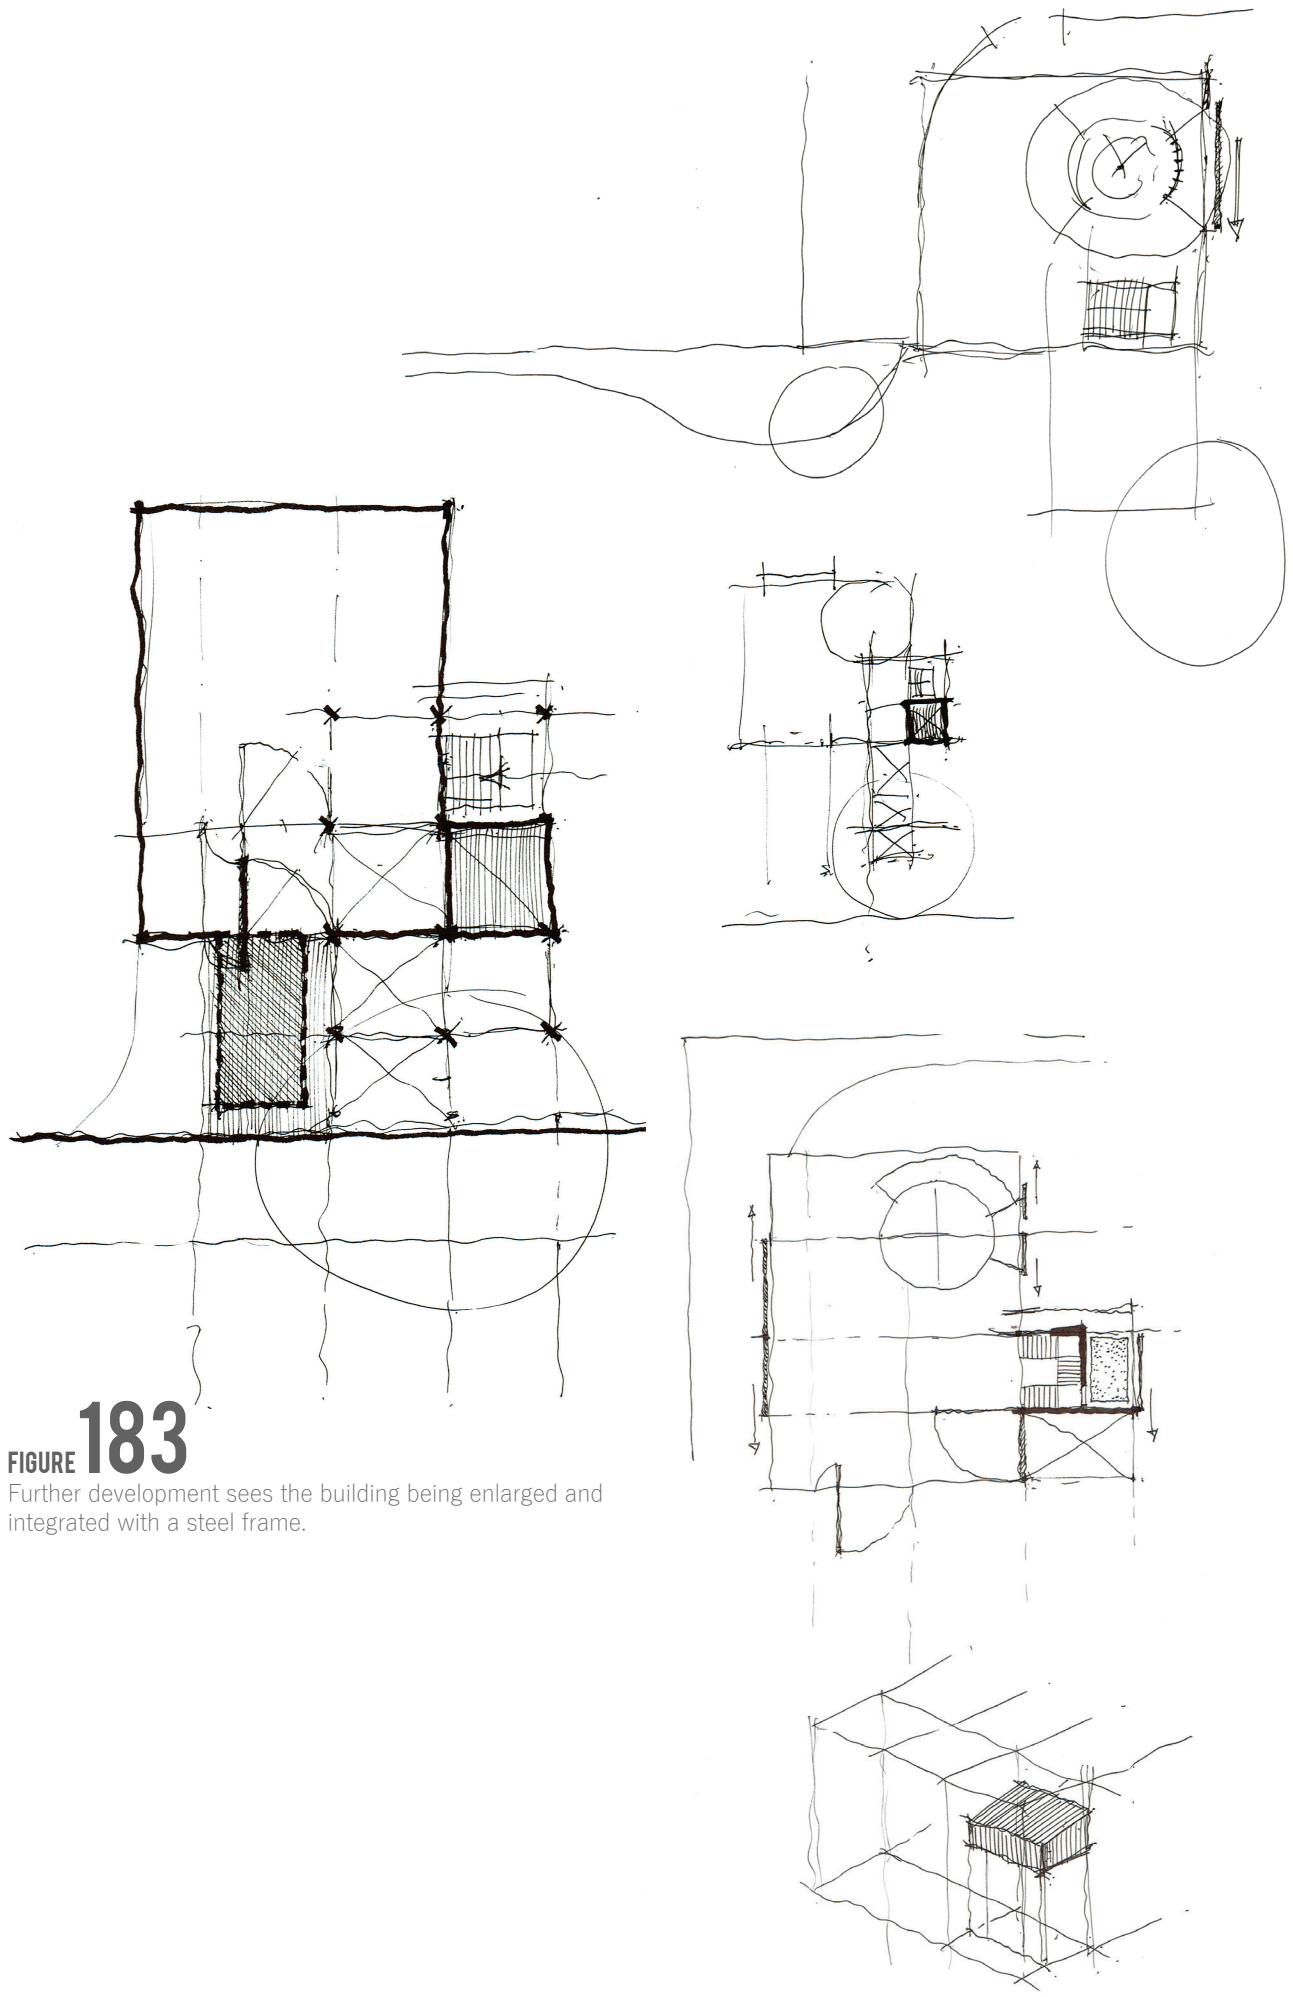 FIGURE 183
Further development sees the building being enlarged and
integrated with a steel frame.